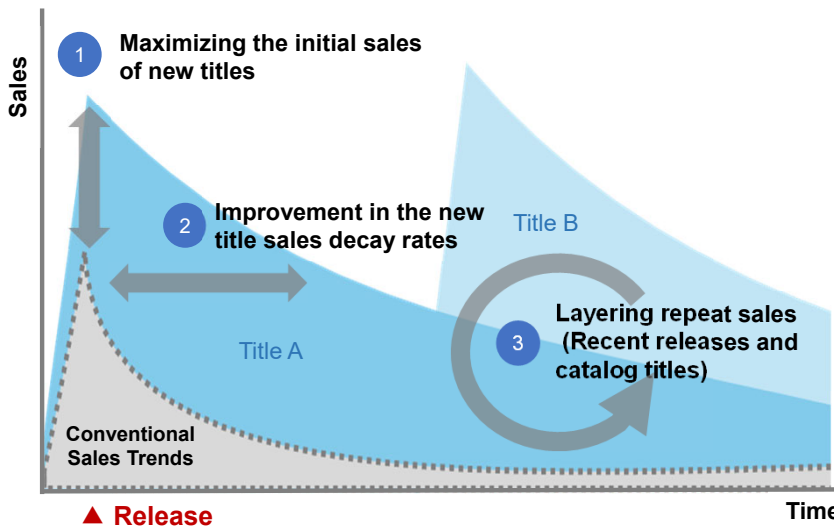 Sales
1
Maximizing the initial sales
of new titles
2
Improvement in the new
title sales decay rates
Title B
3
Layering repeat sales
(Recent releases and
catalog titles)
Title A
Conventional
Sales Trends
▲ Release
Time